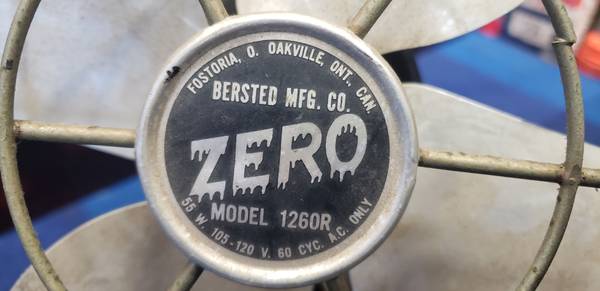 FOSTORIA, O. OAKVILLE, ONT., CAN.
BERSTED MFG. CO.
ZERO
MODEL 1260R
55 W. 105-120 V. 60 CYC. A.C. ONLY